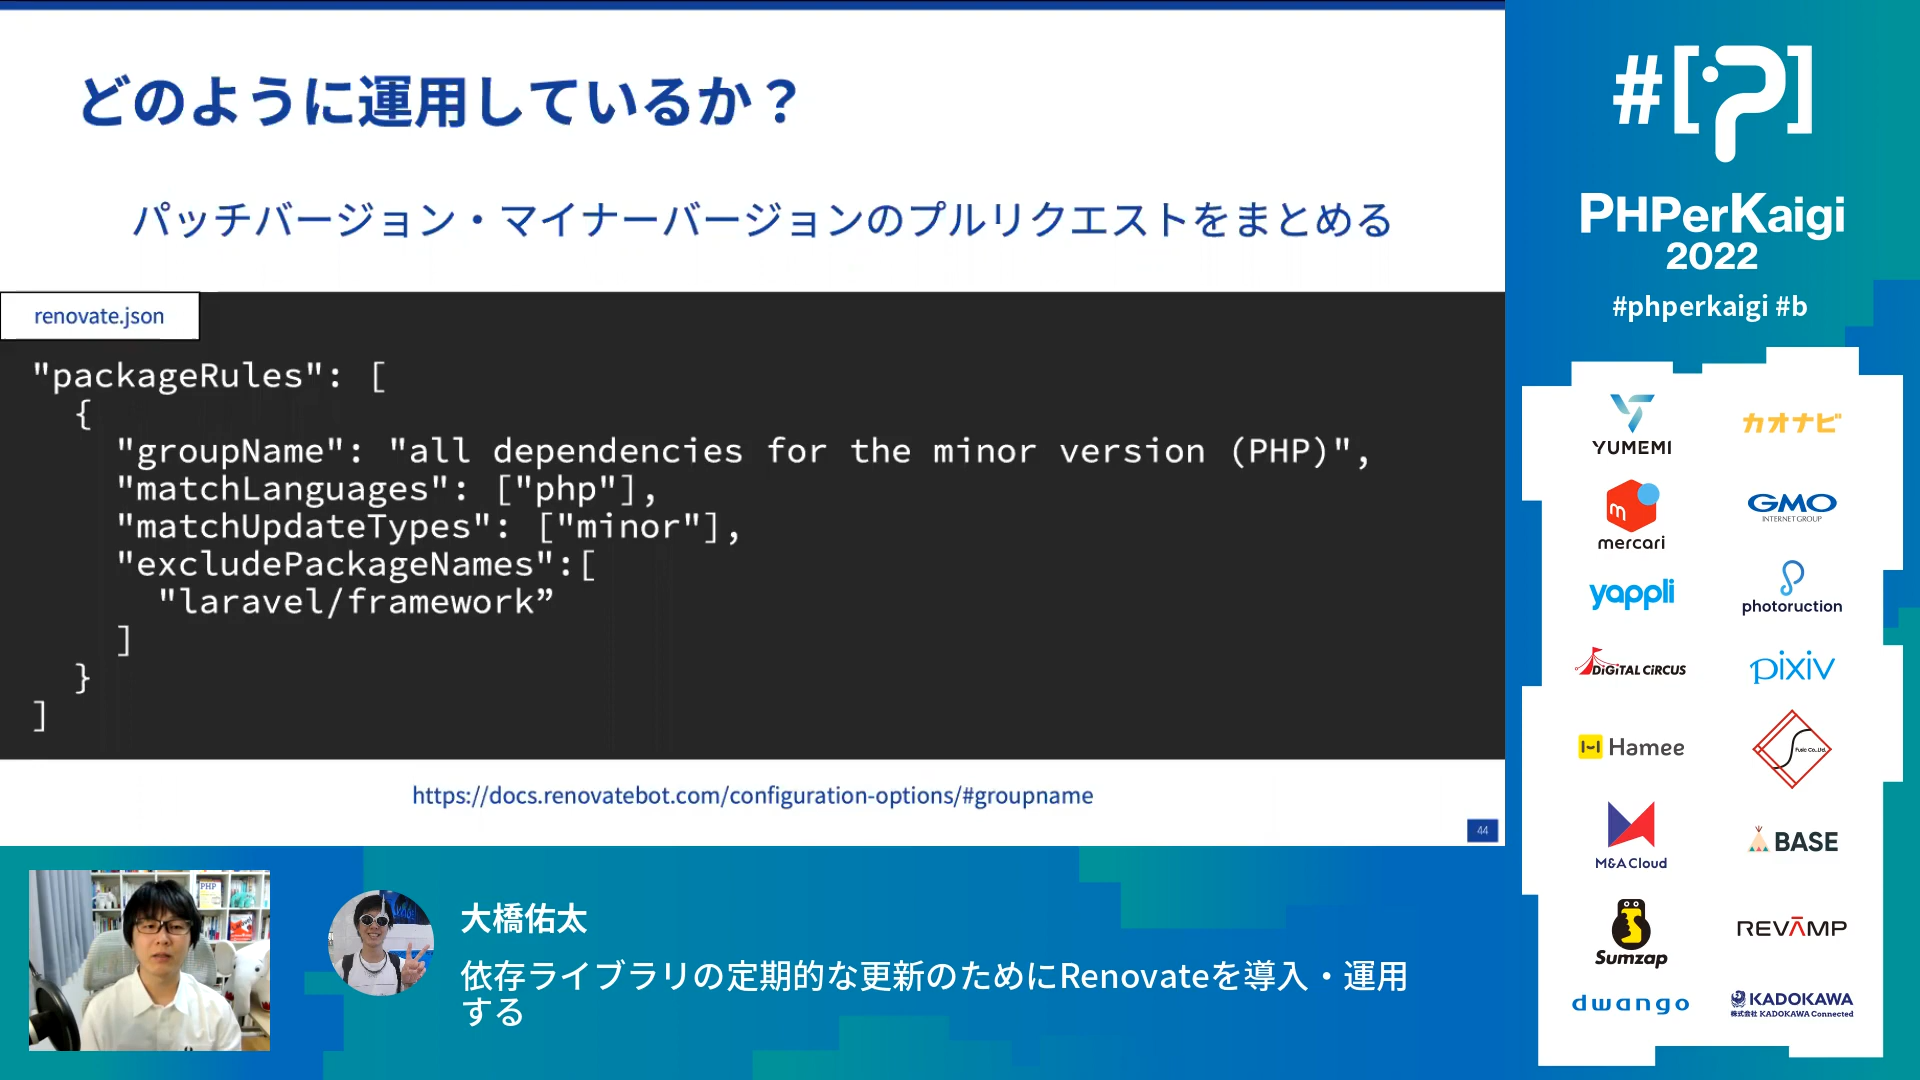 どのように運用しているか？
パッチバージョン・マイナーバージョンのプルリクエストをまとめる
renovate.json
"packageRules": [
{
"groupName": "all dependencies for the minor version (PHP)",
"matchLanguages": ["php"],
"matchUpdateTypes": ["minor"],
"excludePackageNames":[
"laravel/framework”
]
}
]
https://docs.renovatebot.com/configuration-options/#groupname
44
大橋佑太
依存ライブラリの定期的な更新のためにRenovateを導入・運用
する
#[P]
PHPerKaigi
2022
#phperkaigi #b
YUMEMI
カオナビ
mercari
GMO
INTERNET GROUP
yappli
photoruction
DIGITAL CIRCUS
pixiv
Hamee
Fusic Co.,Ltd.
M&A Cloud
BASE
Sumzap
REVAMP
dwango
KADOKAWA
株式会社 KADOKAWA Connected
PHP